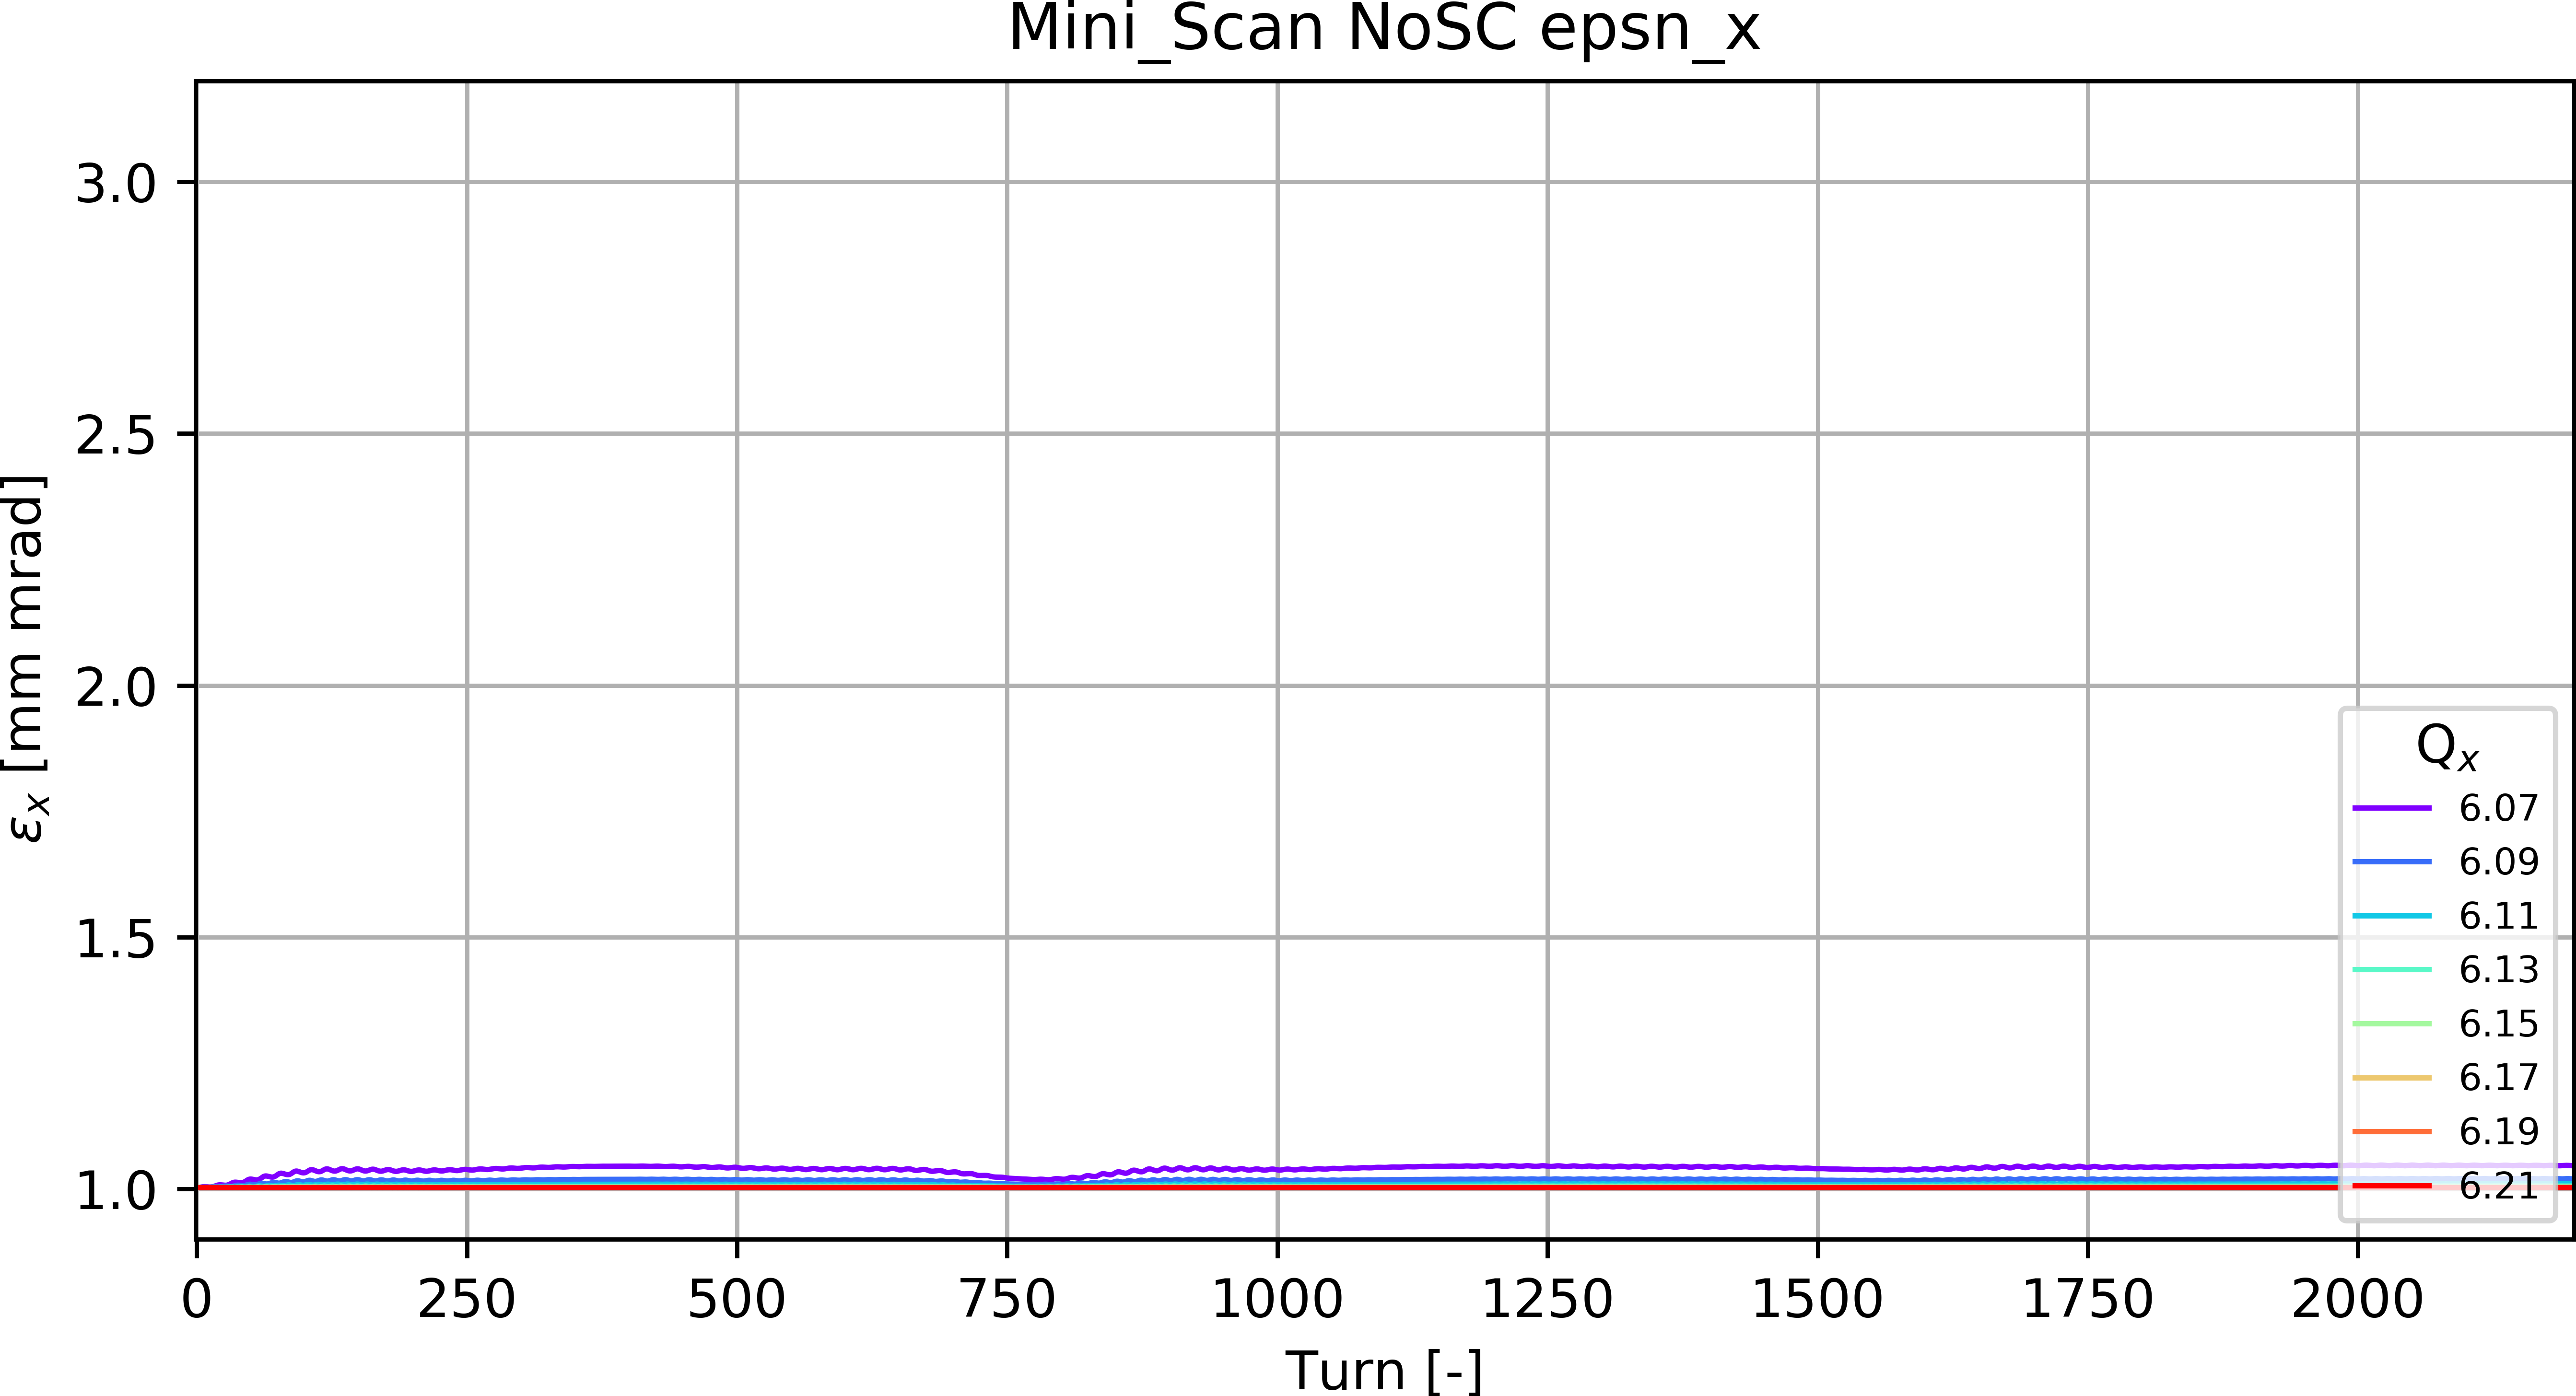 Mini_Scan NoSC epsn_x
3.0
2.5
2.0
1.5
1.0
εx [mm mrad]
Qx
6.07
6.09
6.11
6.13
6.15
6.17
6.19
6.21
0 250 500 750 1000 1250 1500 1750 2000
Turn [-]